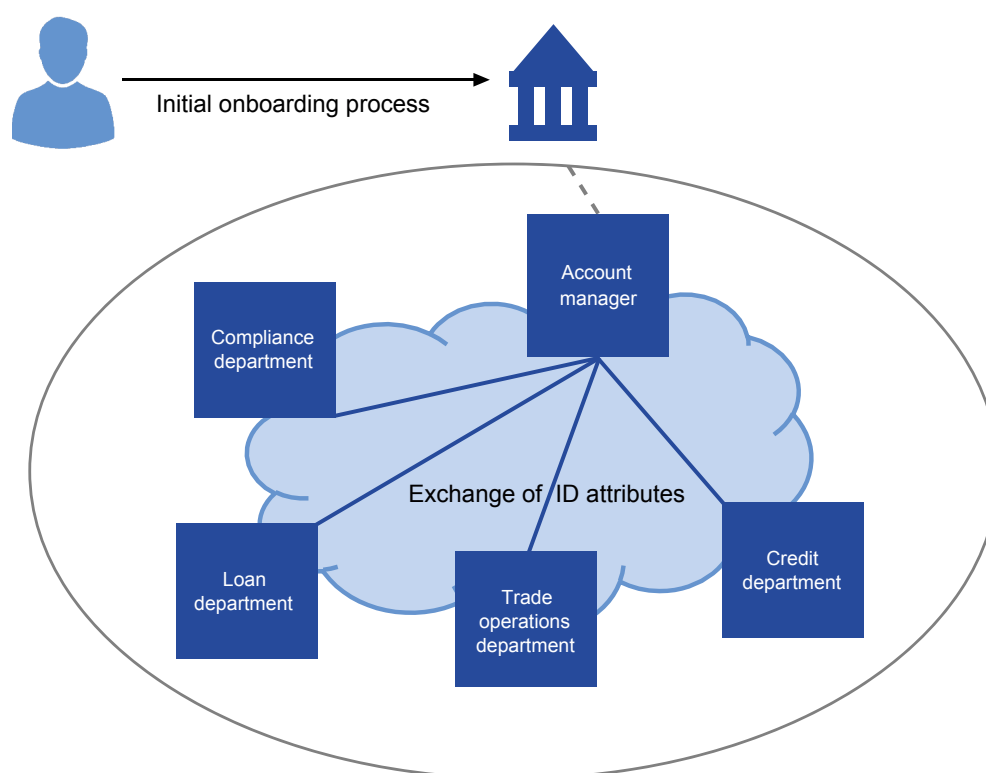 Initial onboarding process
Account
manager
Compliance
department
Exchange of ID attributes
Loan
department
Trade
operations
department
Credit
department